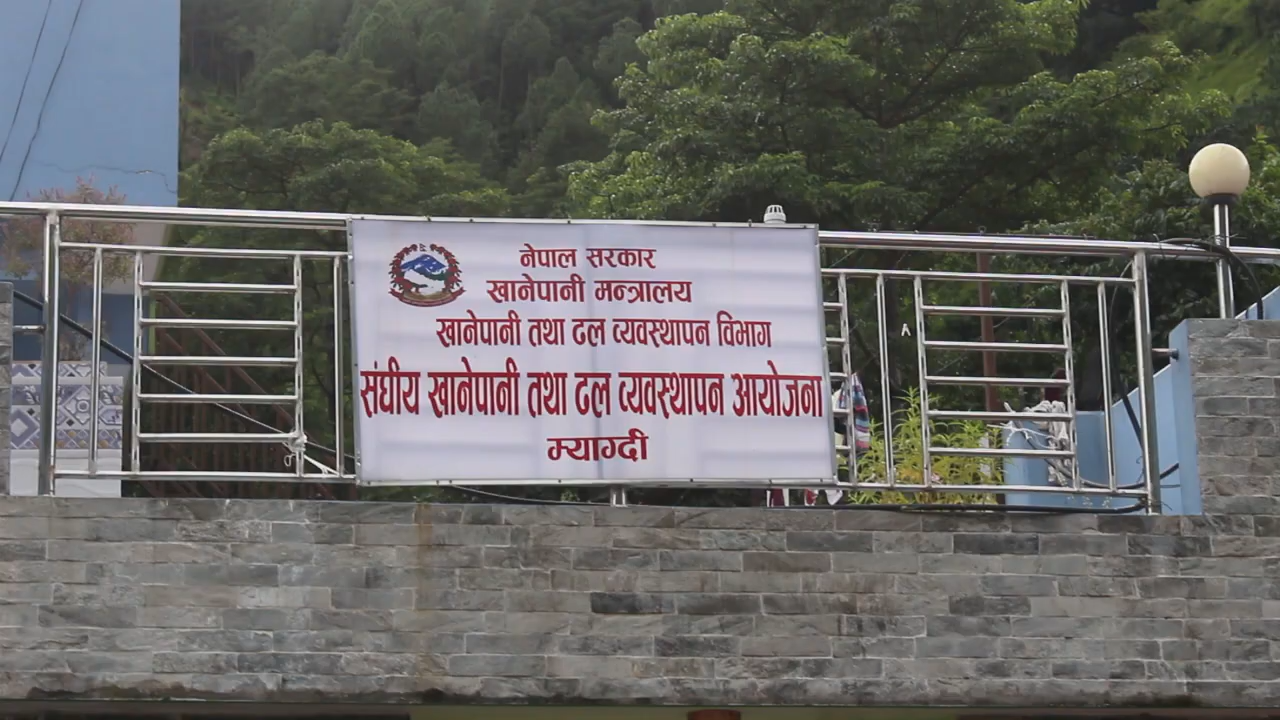 नेपाल सरकार
खानेपानी मन्त्रालय
खानेपानी तथा ढल व्यवस्थापन विभाग
संघीय खानेपानी तथा ढल व्यवस्थापन आयोजना
म्याग्दी